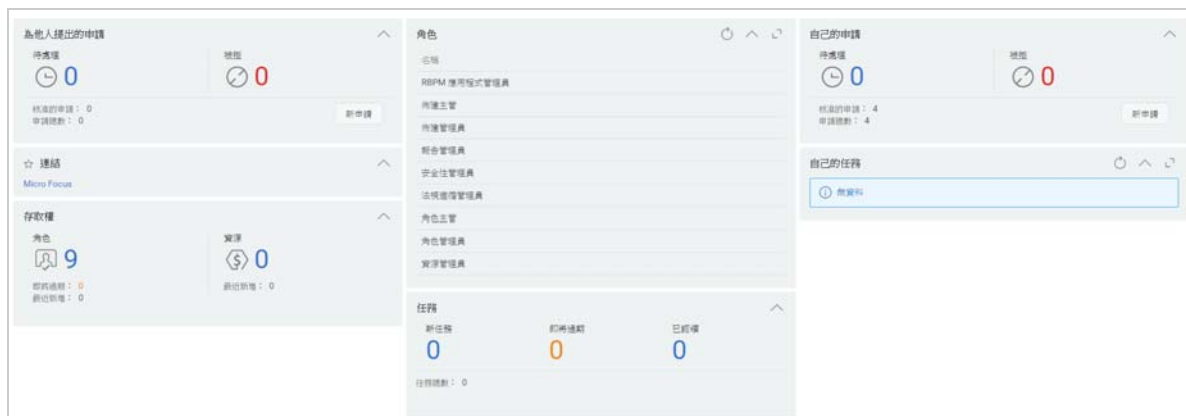 為他人提出的申請
待處理
被拒
0
0
核准的申請： 0
申請總數： 0
新申請
連結
Micro Focus
存取權
角色
資源
9
0
即將過期： 0
最近新增： 0
最近新增： 0
角色
名稱
RBPM 應用程式管理員
佈建主管
佈建管理員
報告管理員
安全性管理員
法規遵循管理員
角色主管
角色管理員
資源管理員
任務
新任務
即將過期
已認領
0
0
0
任務總數： 0
自己的申請
待處理
被拒
0
0
核准的申請： 4
申請總數： 4
新申請
自己的任務
無資料